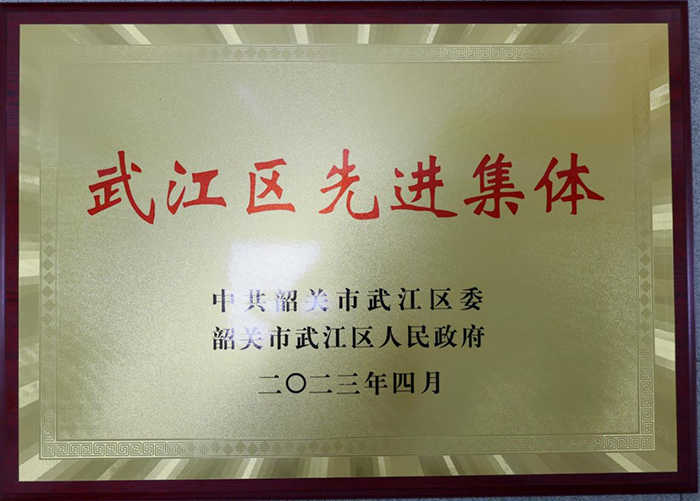 武江区先进集体
中共韶关市武江区委
韶关市武江区人民政府
二〇二三年四月